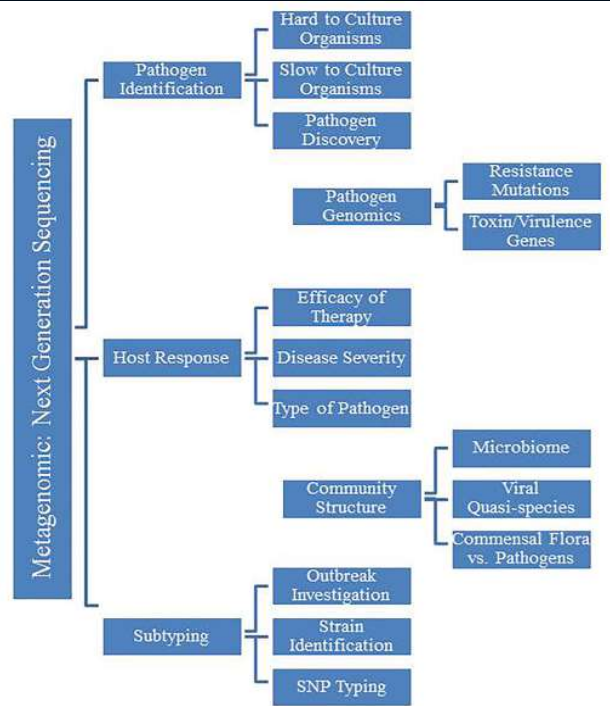 Metagenomic: Next Generation Sequencing
Pathogen
Identification
Hard to Culture
Organisms
Slow to Culture
Organisms
Pathogen
Discovery
Pathogen
Genomics
Resistance
Mutations
Toxin/Virulence
Genes
Host Response
Efficacy of
Therapy
Disease Severity
Type of Pathogen
Community
Structure
Microbiome
Viral
Quasi-species
Commensal Flora
vs. Pathogens
Subtyping
Outbreak
Investigation
Strain
Identification
SNP Typing